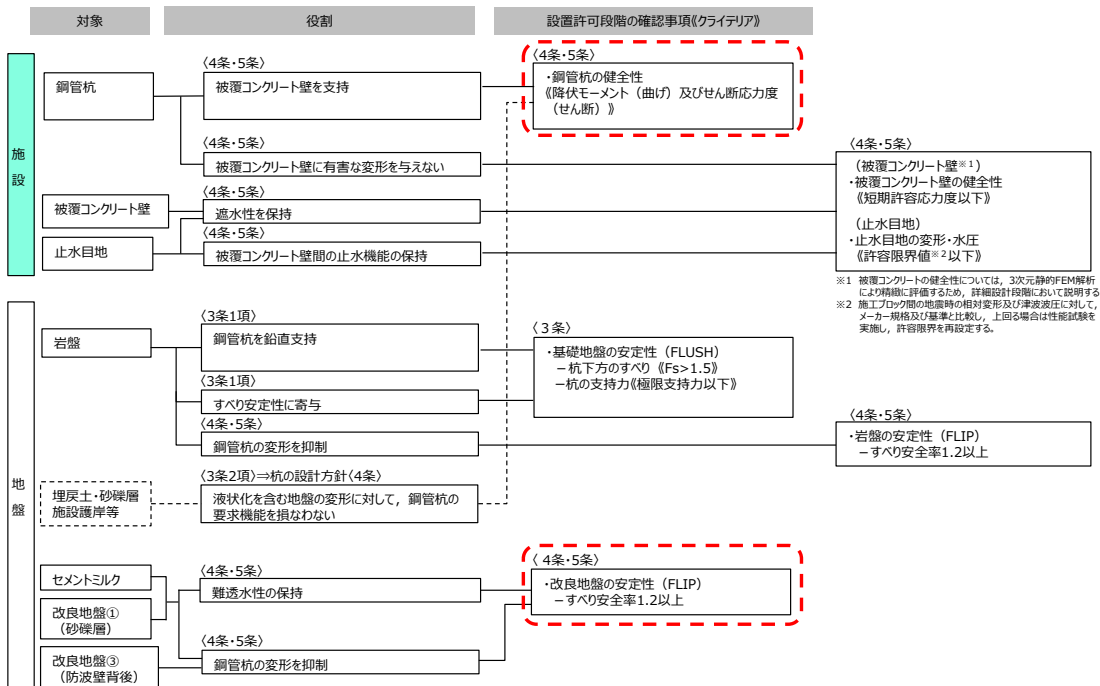 対象
役割
設置許可段階の確認事項《クライテリア》
施
設
鋼管杭
〈4条・5条〉
被覆コンクリート壁を支持
〈4条・5条〉
・鋼管杭の健全性
《降伏モーメント（曲げ）及びせん断応力度
（せん断）》
〈4条・5条〉
被覆コンクリート壁に有害な変形を与えない
被覆コンクリート壁
〈4条・5条〉
遮水性を保持
止水目地
〈4条・5条〉
被覆コンクリート壁間の止水機能の保持
〈4条・5条〉
（被覆コンクリート壁※1）
・被覆コンクリート壁の健全性
《短期許容応力度以下》
（止水目地）
・止水目地の変形・水圧
《許容限界値※2以下》
※1 被覆コンクリートの健全性については，3次元静的FEM解析
により精緻に評価するため，詳細設計段階において説明する
※2 施工ブロック間の地震時の相対変形及び津波波圧に対して，
メーカー規格及び基準と比較し，上回る場合は性能試験を
実施し，許容限界を再設定する。
地
盤
岩盤
〈3条1項〉
鋼管杭を鉛直支持
〈３条〉
・基礎地盤の安定性（FLUSH）
－杭下方のすべり《Fs>1.5》
－杭の支持力《極限支持力以下》
〈3条1項〉
すべり安定性に寄与
〈4条・5条〉
鋼管杭の変形を抑制
〈4条・5条〉
・岩盤の安定性（FLIP）
－すべり安全率1.2以上
埋戻土・砂礫層
施設護岸等
〈3条2項〉⇒杭の設計方針〈4条〉
液状化を含む地盤の変形に対して，鋼管杭の
要求機能を損なわない
セメントミルク
改良地盤①
（砂礫層）
〈4条・5条〉
難透水性の保持
〈 4条・5条〉
・改良地盤の安定性（FLIP）
－すべり安全率1.2以上
改良地盤③
（防波壁背後）
〈4条・5条〉
鋼管杭の変形を抑制